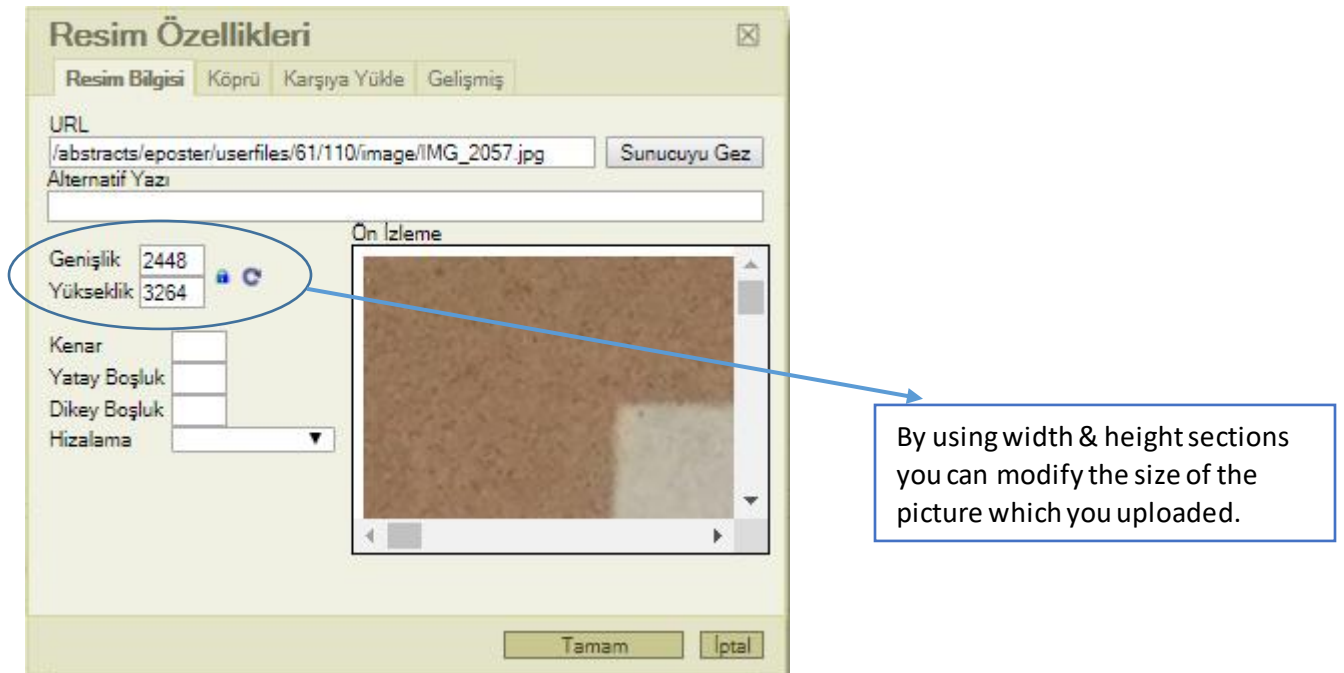 Resim Özellikleri
Resim Bilgisi Köprü Karşıya Yükle Gelişmiş
URL
/abstracts/eposter/userfiles/61/110/image/IMG_2057.jpg Sunucuyu Gez
Alternatif Yazı
Ön İzleme
Genişlik 2448
Yükseklik 3264
Kenar
Yatay Boşluk
Dikey Boşluk
Hizalama
By using width & height sections
you can modify the size of the
picture which you uploaded.
Tamam İptal